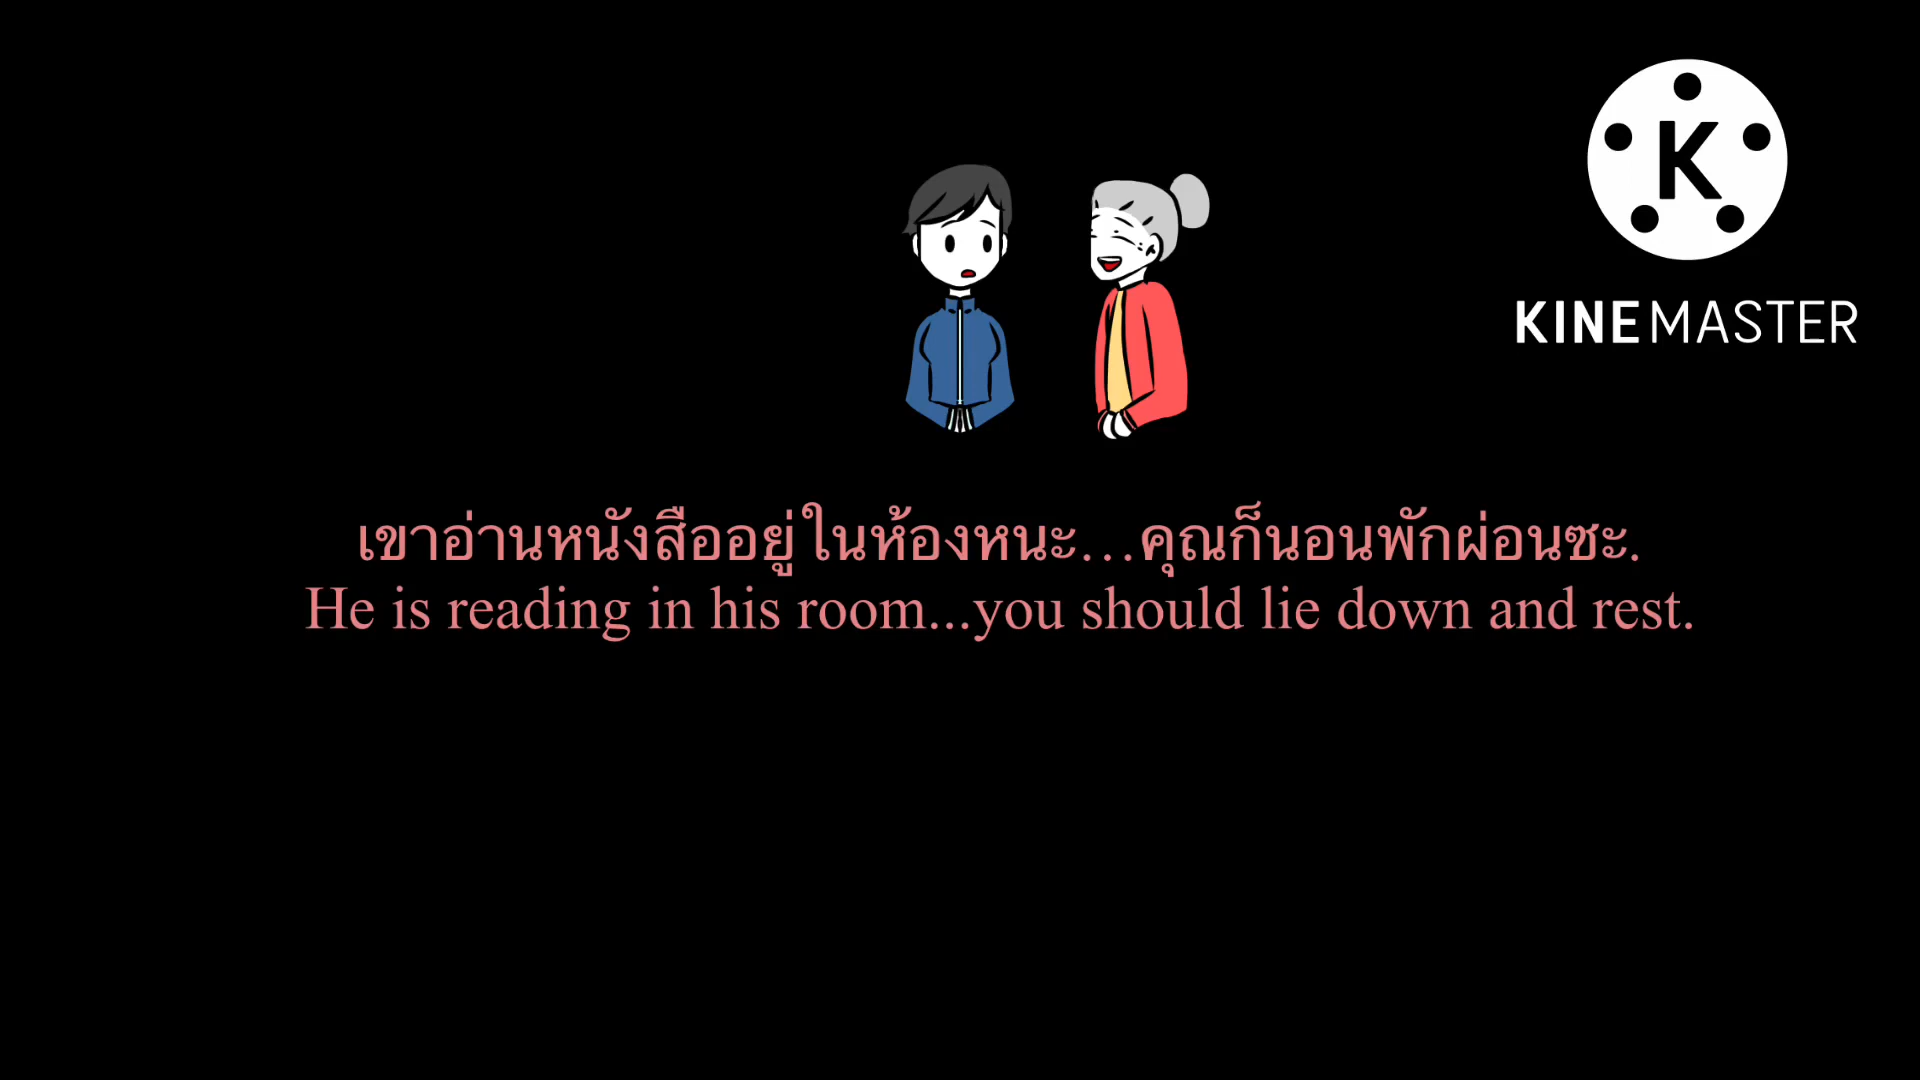 K
KINEMASTER
เขาอ่านหนังสืออยู่ในห้องหนะ...คุณก็นอนพักผ่อนซะ.
He is reading in his room...you should lie down and rest.